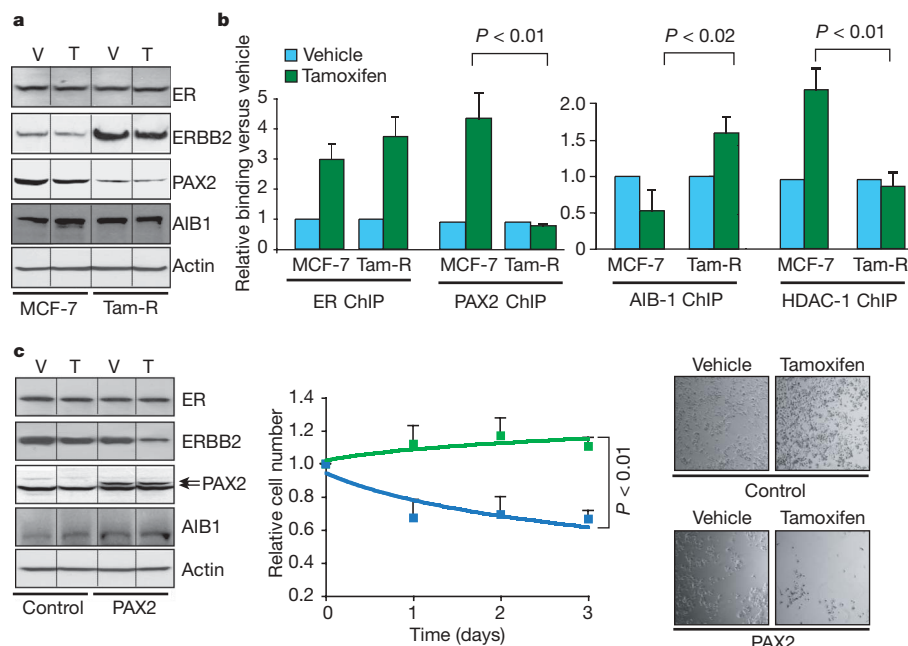 a
V T V T
ER
ERBB2
PAX2
AIB1
Actin
MCF-7 Tam-R
b
Vehicle
Tamoxifen
P < 0.01
P < 0.02
P < 0.01
Relative binding versus vehicle
5
4
3
2
1
0
MCF-7 Tam-R MCF-7 Tam-R
ER ChIP PAX2 ChIP
2.0
1.5
1.0
0.5
0
MCF-7 Tam-R MCF-7 Tam-R
AIB-1 ChIP HDAC-1 ChIP
c
V T V T
ER
ERBB2
PAX2
AIB1
Actin
Control PAX2
Relative cell number
1.4
1.2
1.0
0.8
0.6
0.4
0.2
0 1 2 3
Time (days)
P < 0.01
Vehicle Tamoxifen
Control
Vehicle Tamoxifen
PAX2